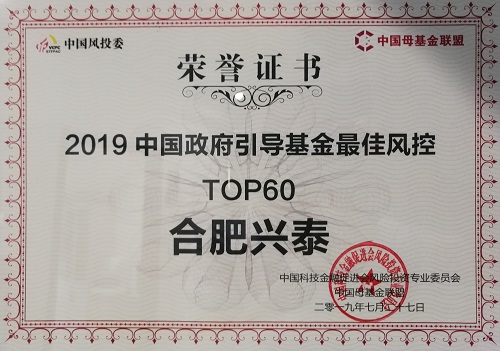 中国风投委
VCPC
中国母基金联盟
荣誉证书
2019 中国政府引导基金最佳风控
TOP60
合肥兴泰
中国科技金融促进会风险投资专业委员会
中国母基金联盟
二零一九年七月二十七日